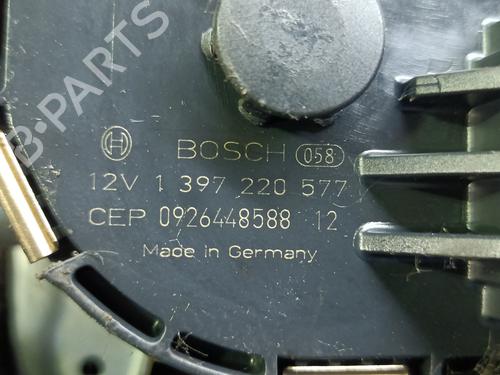 B-PARTS
BOSCH 058
12V 1 397 220 577
CEP 0926448588 12
Made in Germany